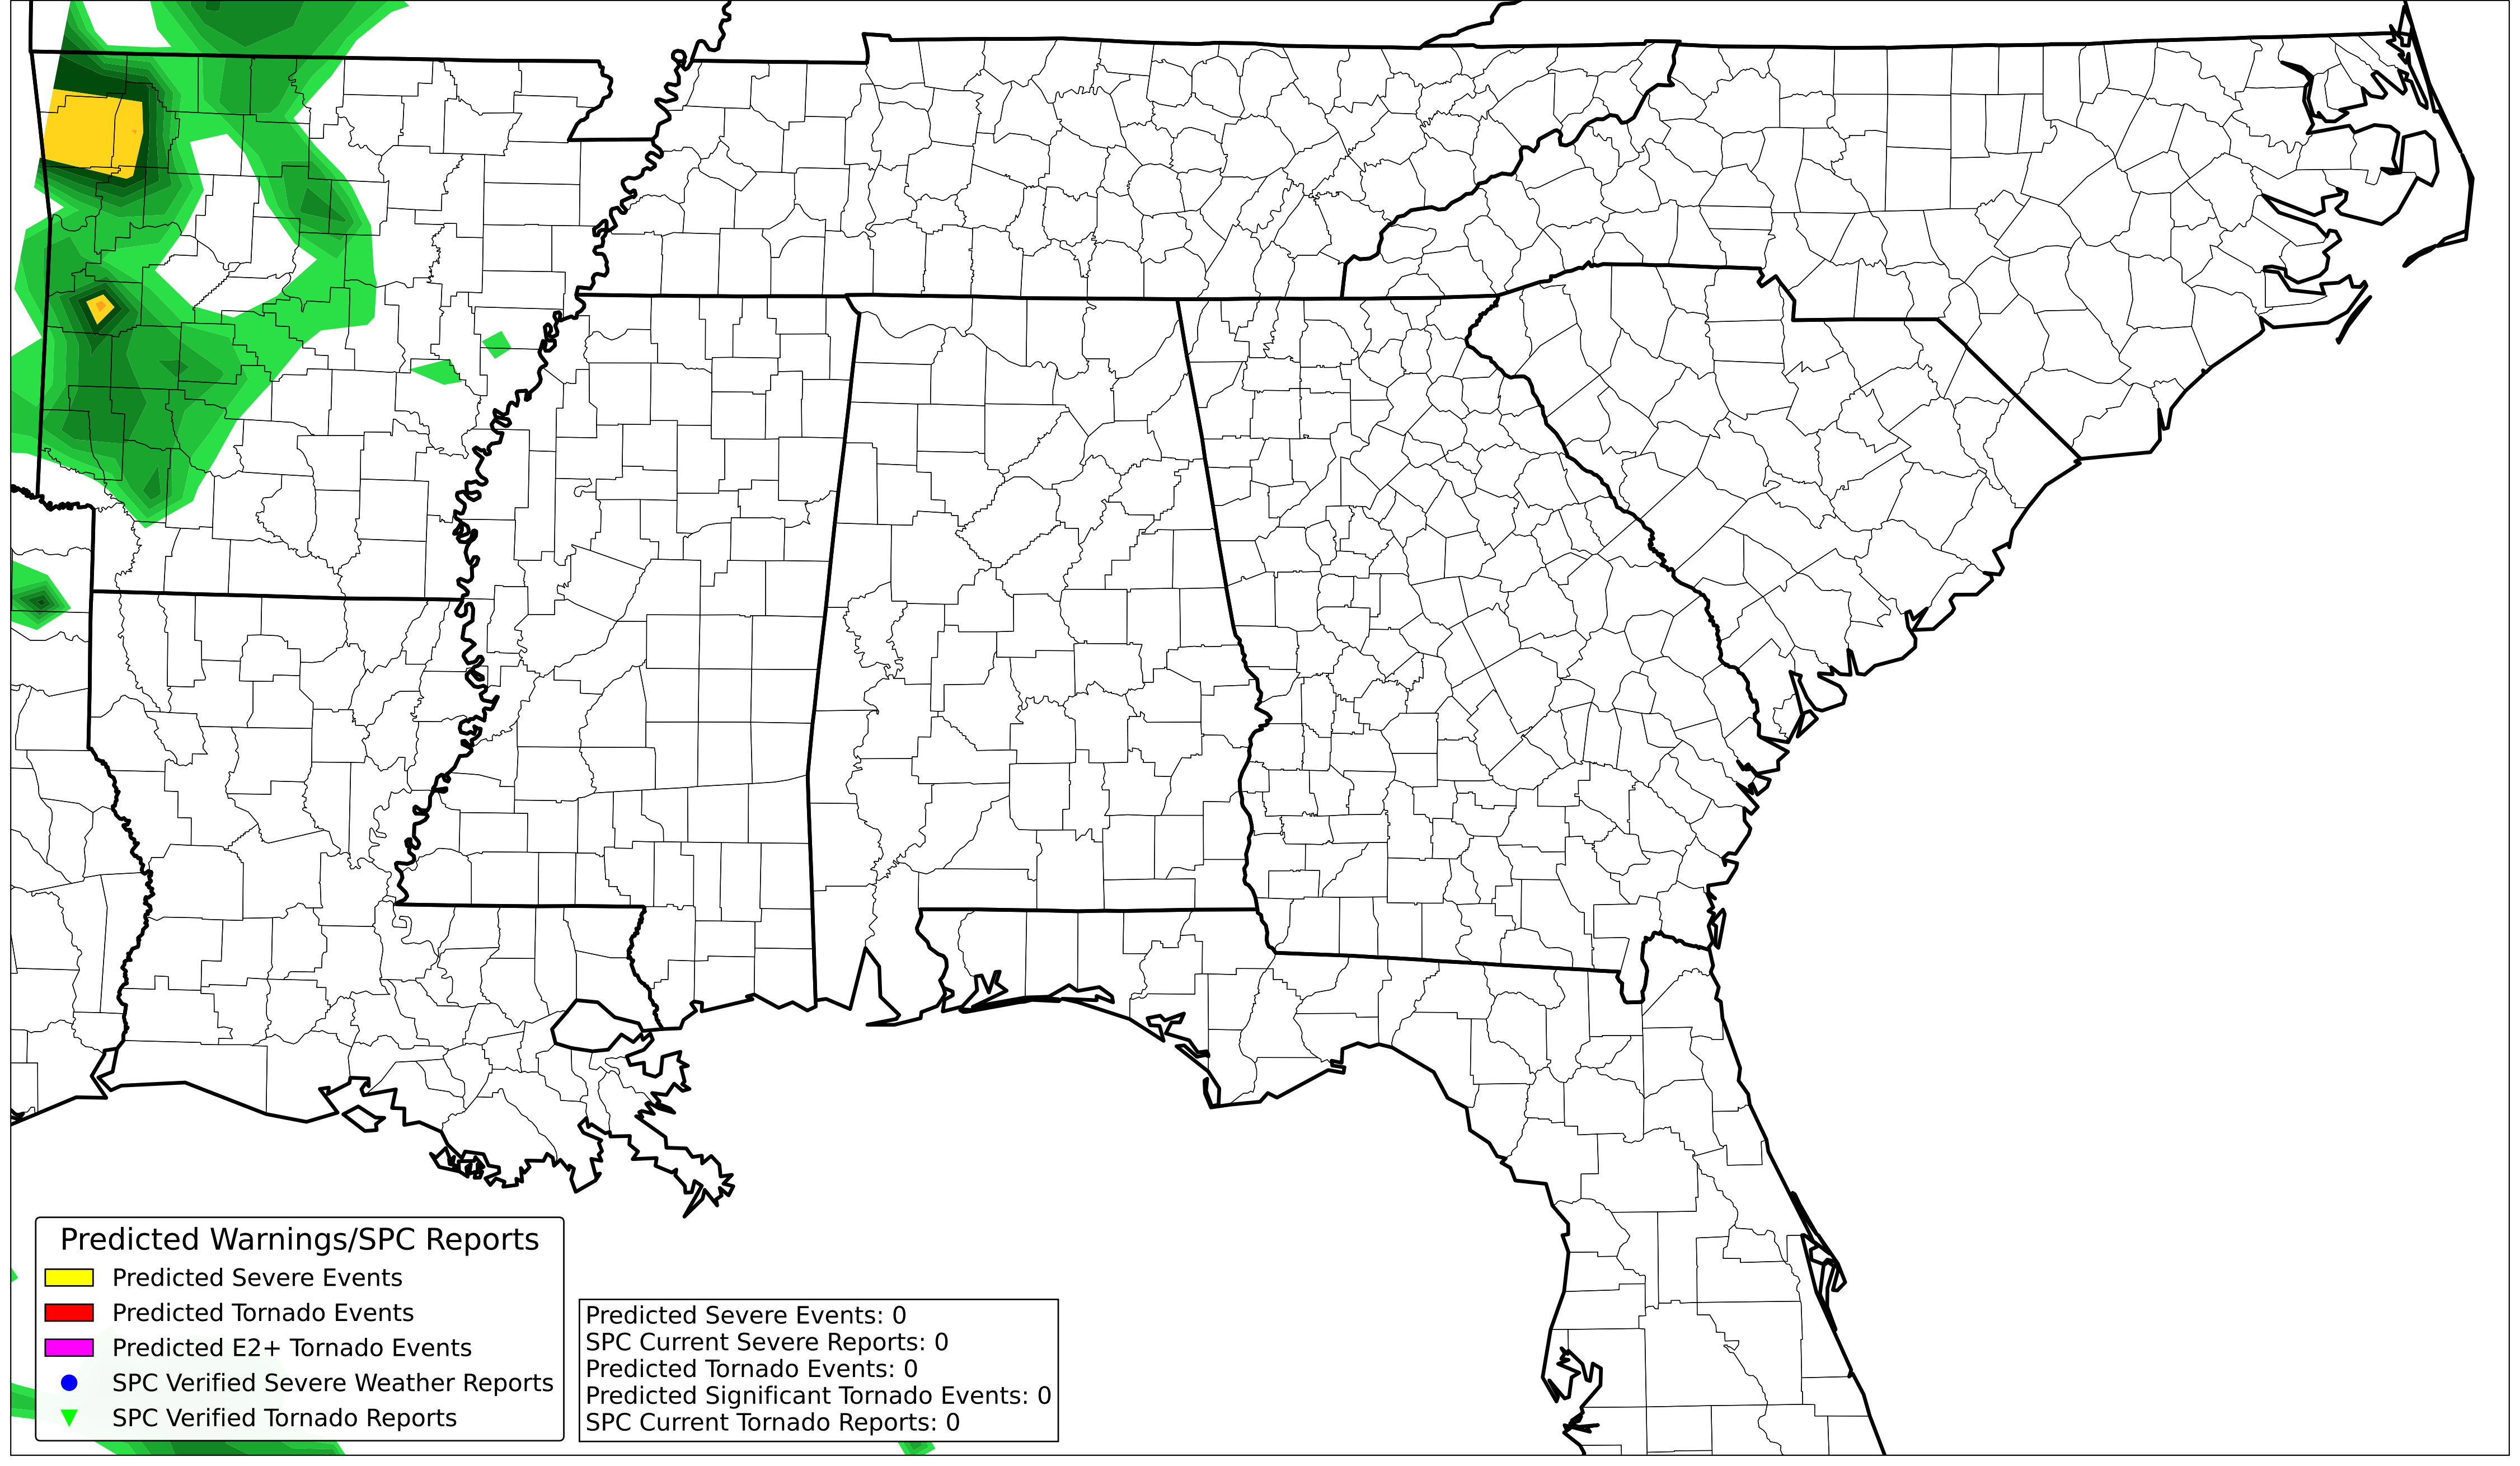 Predicted Warnings/SPC Reports
Predicted Severe Events
Predicted Tornado Events
Predicted E2+ Tornado Events
SPC Verified Severe Weather Reports
SPC Verified Tornado Reports
Predicted Severe Events: 0
SPC Current Severe Reports: 0
Predicted Tornado Events: 0
Predicted Significant Tornado Events: 0
SPC Current Tornado Reports: 0